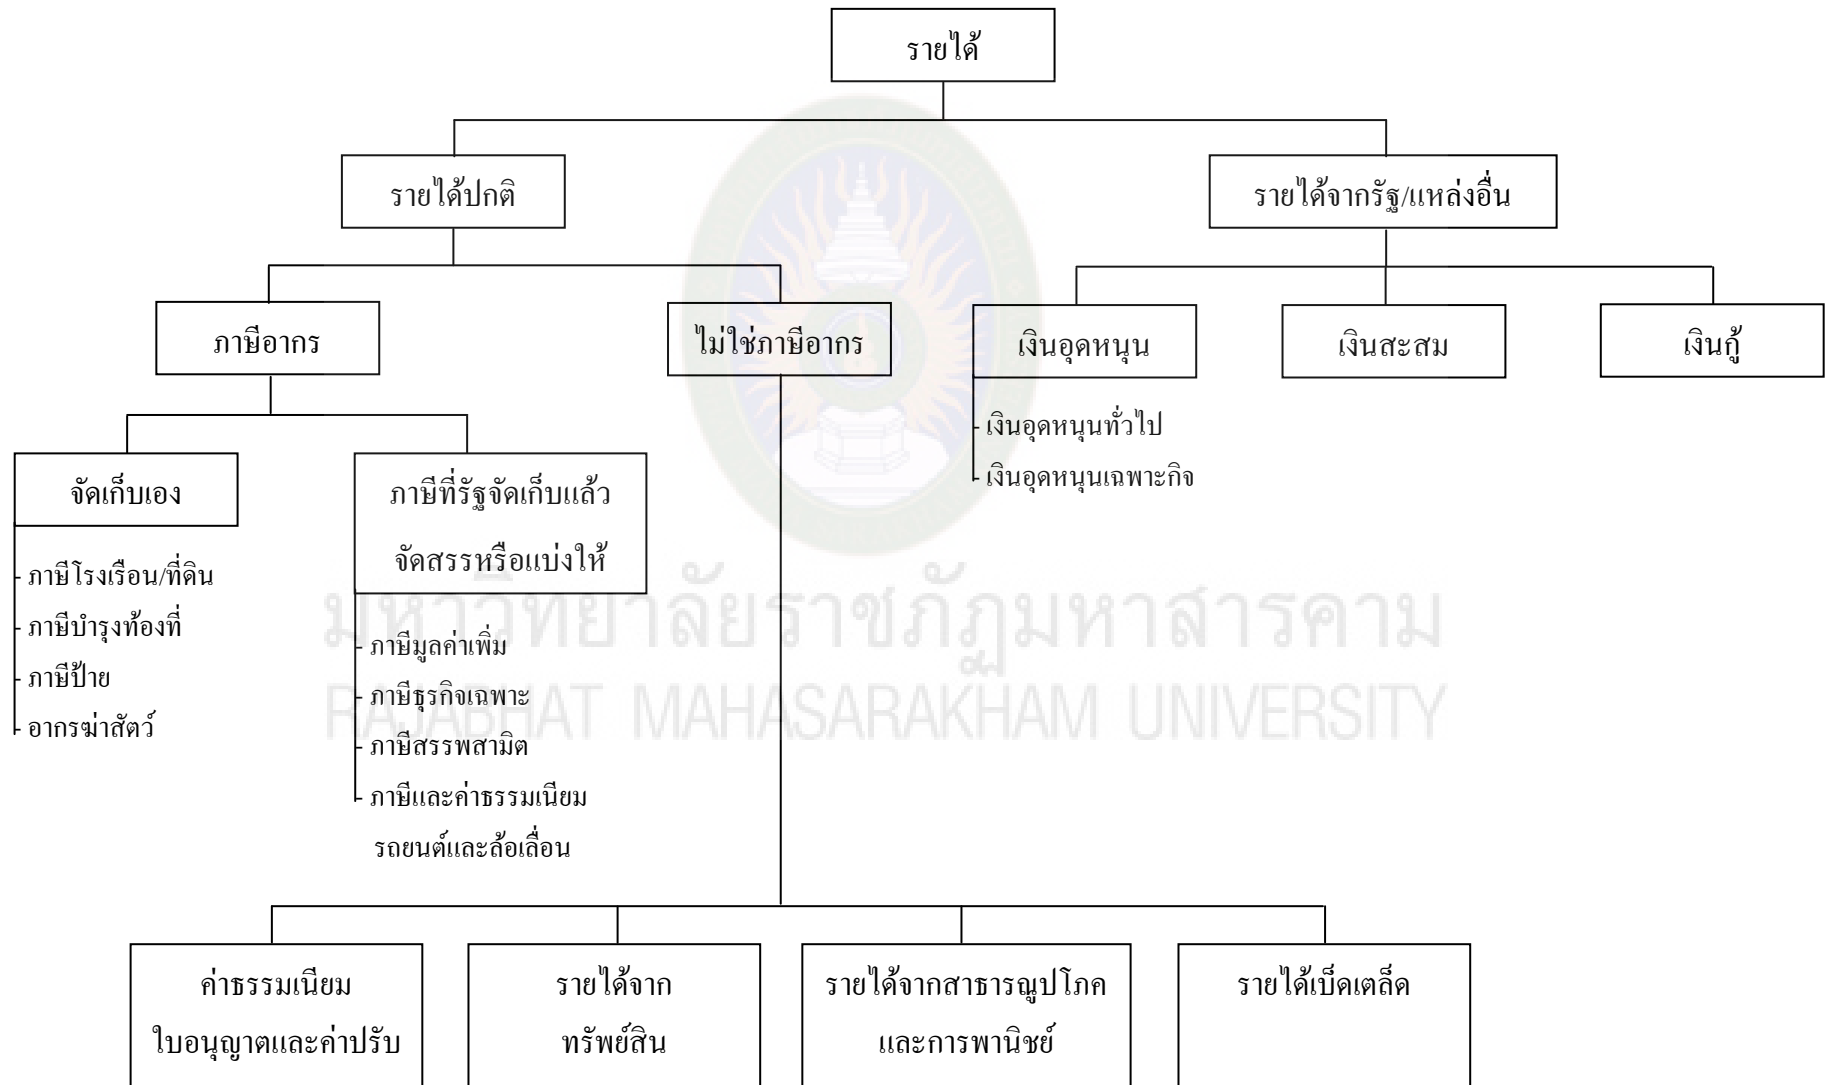 รายได้
รายได้ปกติ
รายได้จากรัฐ/แหล่งอื่น
ภาษีอากร
ไม่ใช่ภาษีอากร
เงินอุดหนุน
เงินสะสม
เงินกู้
- เงินอุดหนุนทั่วไป
- เงินอุดหนุนเฉพาะกิจ
จัดเก็บเอง
- ภาษีโรงเรือน/ที่ดิน
- ภาษีบำรุงท้องที่
- ภาษีป้าย
- อากรฆ่าสัตว์
ภาษีที่รัฐจัดเก็บแล้ว
จัดสรรหรือแบ่งให้
- ภาษีมูลค่าเพิ่ม
- ภาษีธุรกิจเฉพาะ
- ภาษีสรรพสามิต
- ภาษีและค่าธรรมเนียม
รถยนต์และล้อเลื่อน
มหาวิทยาลัยราชภัฏมหาสารคาม
RAJABHAT MAHASARAKHAM UNIVERSITY
ค่าธรรมเนียม
ใบอนุญาตและค่าปรับ
รายได้จาก
ทรัพย์สิน
รายได้จากสาธารณูปโภค
และการพานิชย์
รายได้เบ็ดเตล็ด